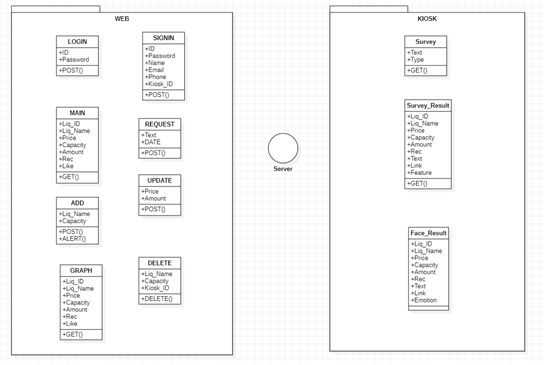 WEB
LOGIN
+ID
+Password
+POST()
SIGNIN
+ID
+Password
+Name
+Email
+Phone
+Kiosk_ID
+POST()
MAIN
+Liq_ID
+Liq_Name
+Price
+Capacity
+Amount
+Rec
+Like
+GET()
REQUEST
+Text
+DATE
+POST()
UPDATE
+Price
+Amount
+POST()
ADD
+Liq_Name
+Capacity
+POST()
+ALERT()
GRAPH
+Liq_ID
+Liq_Name
+Price
+Capacity
+Amount
+Rec
+Like
+GET()
DELETE
+Liq_Name
+Capacity
+Kiosk_ID
+DELETE()
Server
KIOSK
Survey
+Text
+Type
+GET()
Survey_Result
+Liq_ID
+Liq_Name
+Price
+Capacity
+Amount
+Rec
+Text
+Link
+Feature
+GET()
Face_Result
+Liq_ID
+Liq_Name
+Price
+Capacity
+Amount
+Rec
+Text
+Link
+Emotion